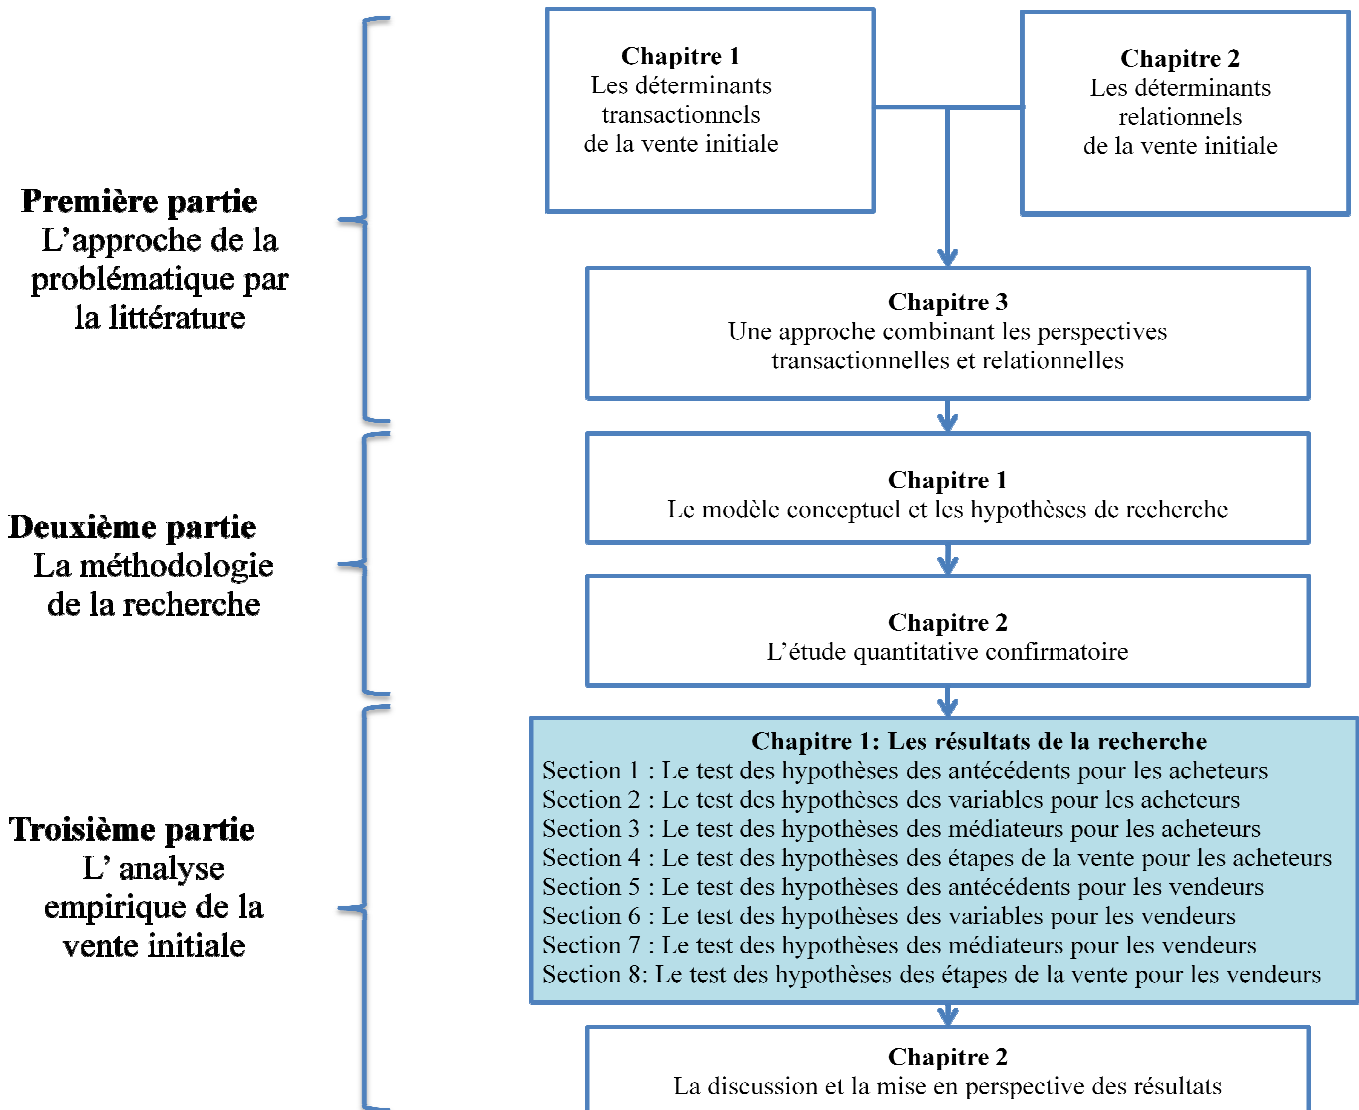 Première partie
L'approche de la
problématique par
la littérature
Chapitre 1
Les déterminants
transactionnels
de la vente initiale
Chapitre 2
Les déterminants
relationnels
de la vente initiale
Chapitre 3
Une approche combinant les perspectives
transactionnelles et relationnelles
Deuxième partie
La méthodologie
de la recherche
Chapitre 1
Le modèle conceptuel et les hypothèses de recherche
Chapitre 2
L'étude quantitative confirmatoire
Troisième partie
L' analyse
empirique de la
vente initiale
Chapitre 1: Les résultats de la recherche
Section 1 : Le test des hypothèses des antécédents pour les acheteurs
Section 2 : Le test des hypothèses des variables pour les acheteurs
Section 3 : Le test des hypothèses des médiateurs pour les acheteurs
Section 4 : Le test des hypothèses des étapes de la vente pour les acheteurs
Section 5 : Le test des hypothèses des antécédents pour les vendeurs
Section 6 : Le test des hypothèses des variables pour les vendeurs
Section 7 : Le test des hypothèses des médiateurs pour les vendeurs
Section 8: Le test des hypothèses des étapes de la vente pour les vendeurs
Chapitre 2
La discussion et la mise en perspective des résultats